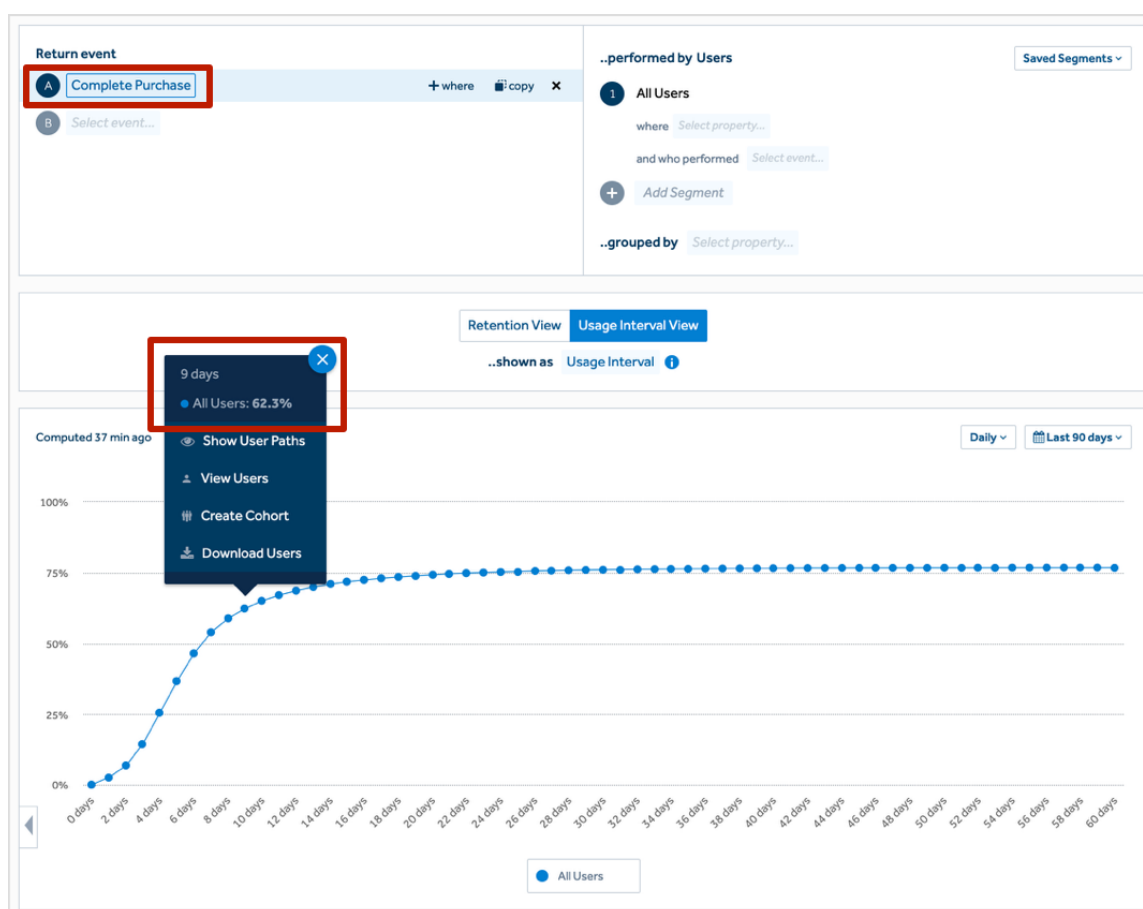 Return event
A Complete Purchase + where copy ×
B Select event...
..performed by Users Saved Segments
1 All Users
where Select property...
and who performed Select event...
+ Add Segment
..grouped by Select property...
Retention View Usage Interval View
..shown as Usage Interval i
9 days
All Users: 62.3%
Show User Paths
View Users
Create Cohort
Download Users
Computed 37 min ago Daily Last 90 days
100%
75%
50%
25%
0%
0 days 2 days 4 days 6 days 8 days 10 days 12 days 14 days 16 days 18 days 20 days 22 days 24 days 26 days 28 days 30 days 32 days 34 days 36 days 38 days 40 days 42 days 44 days 46 days 48 days 50 days 52 days 54 days 56 days 58 days 60 days
All Users